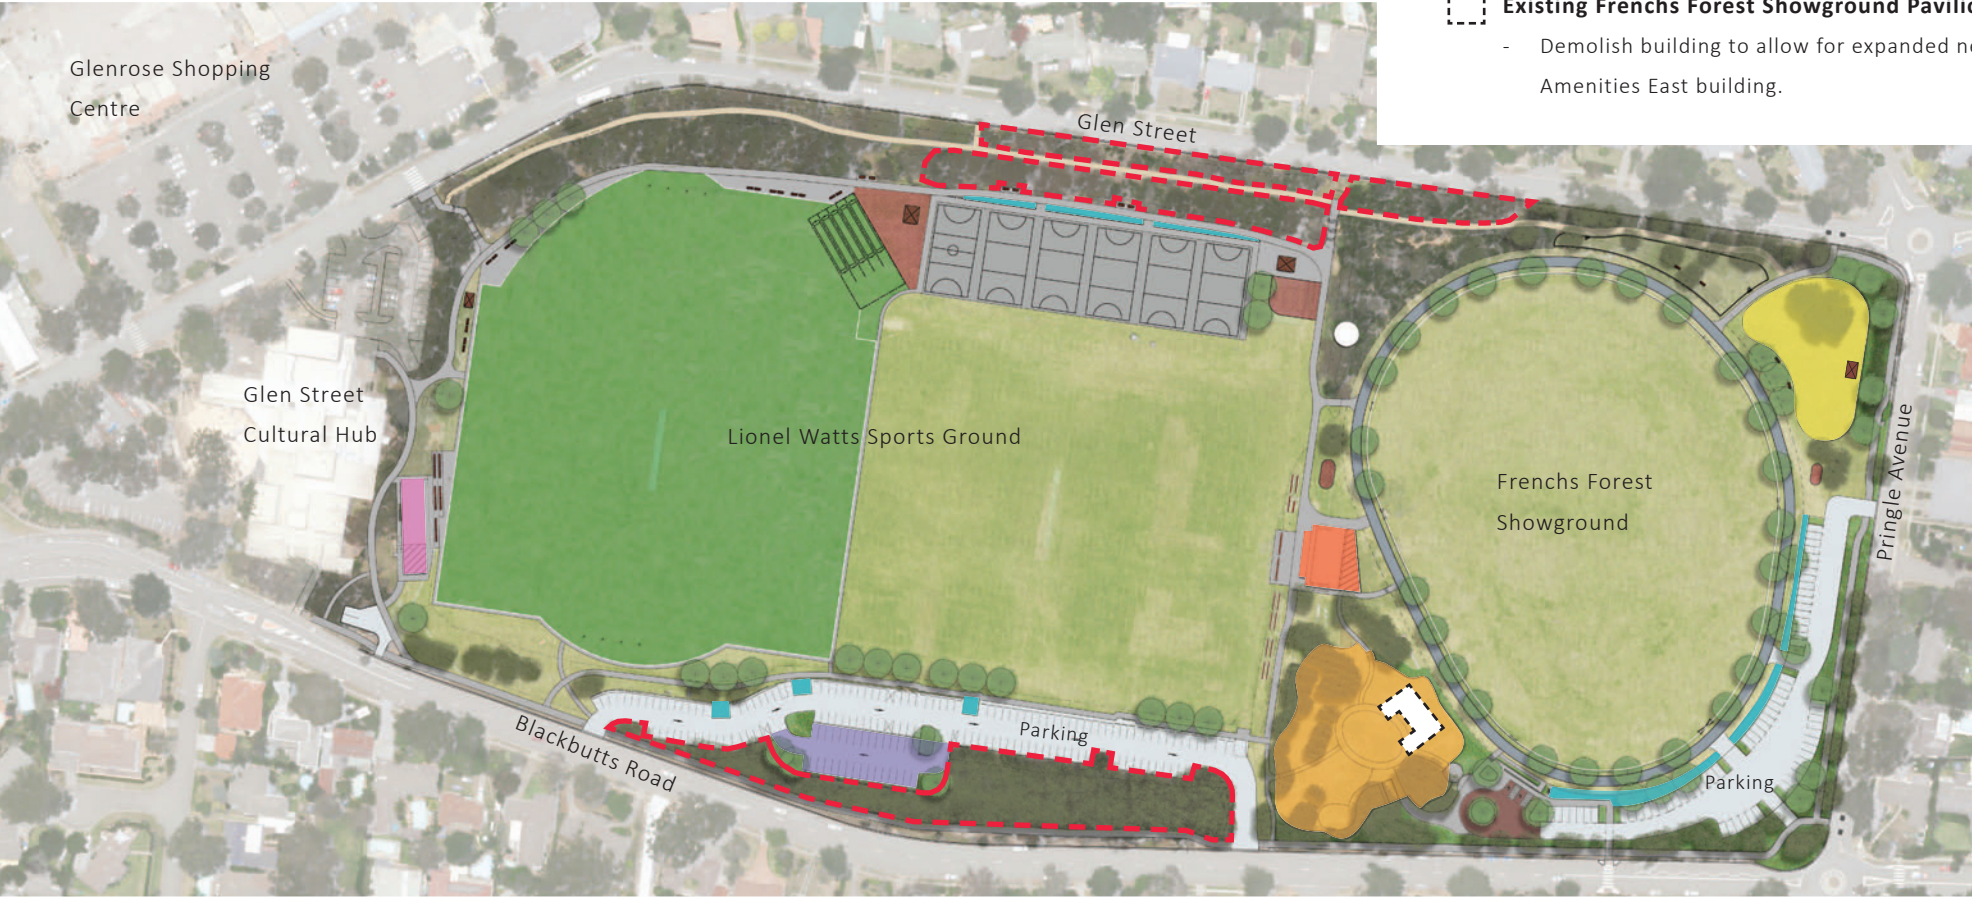 Existing Frenchs Forest Showground
- Demolish building to allow for expanded
Amenities East building.
Glenrose Shopping
Centre
Glen Street
Glen Street
Cultural Hub
Lionel Watts Sports Ground
Frenchs Forest
Showground
Pringle Avenue
Blackbutts Road
Parking
Parking